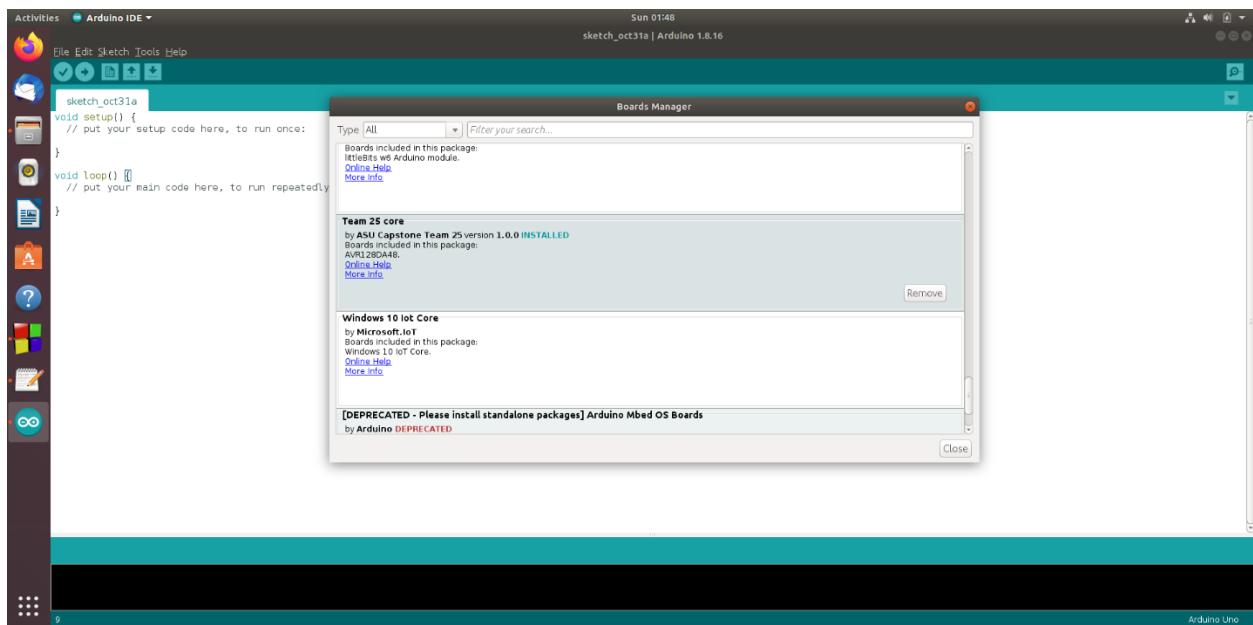 Activities Arduino IDE Sun 01:48
sketch_oct31a | Arduino 1.8.16
File Edit Sketch Tools Help
sketch_oct31a
void setup() {
// put your setup code here, to run once:
}
void loop() {
// put your main code here, to run repeatedly
}
Boards Manager
Type All Filter your search...
Boards included in this package:
littleBits w6 Arduino module.
Online Help
More Info
Team 25 core
by ASU Capstone Team 25 version 1.0.0 INSTALLED
Boards included in this package:
AVR128DA48.
Online Help
More Info
Remove
Windows 10 Iot Core
by Microsoft.IoT
Boards included in this package:
Windows 10 IoT Core.
Online Help
More Info
[DEPRECATED - Please install standalone packages] Arduino Mbed OS Boards
by Arduino DEPRECATED
Close
9 Arduino Uno